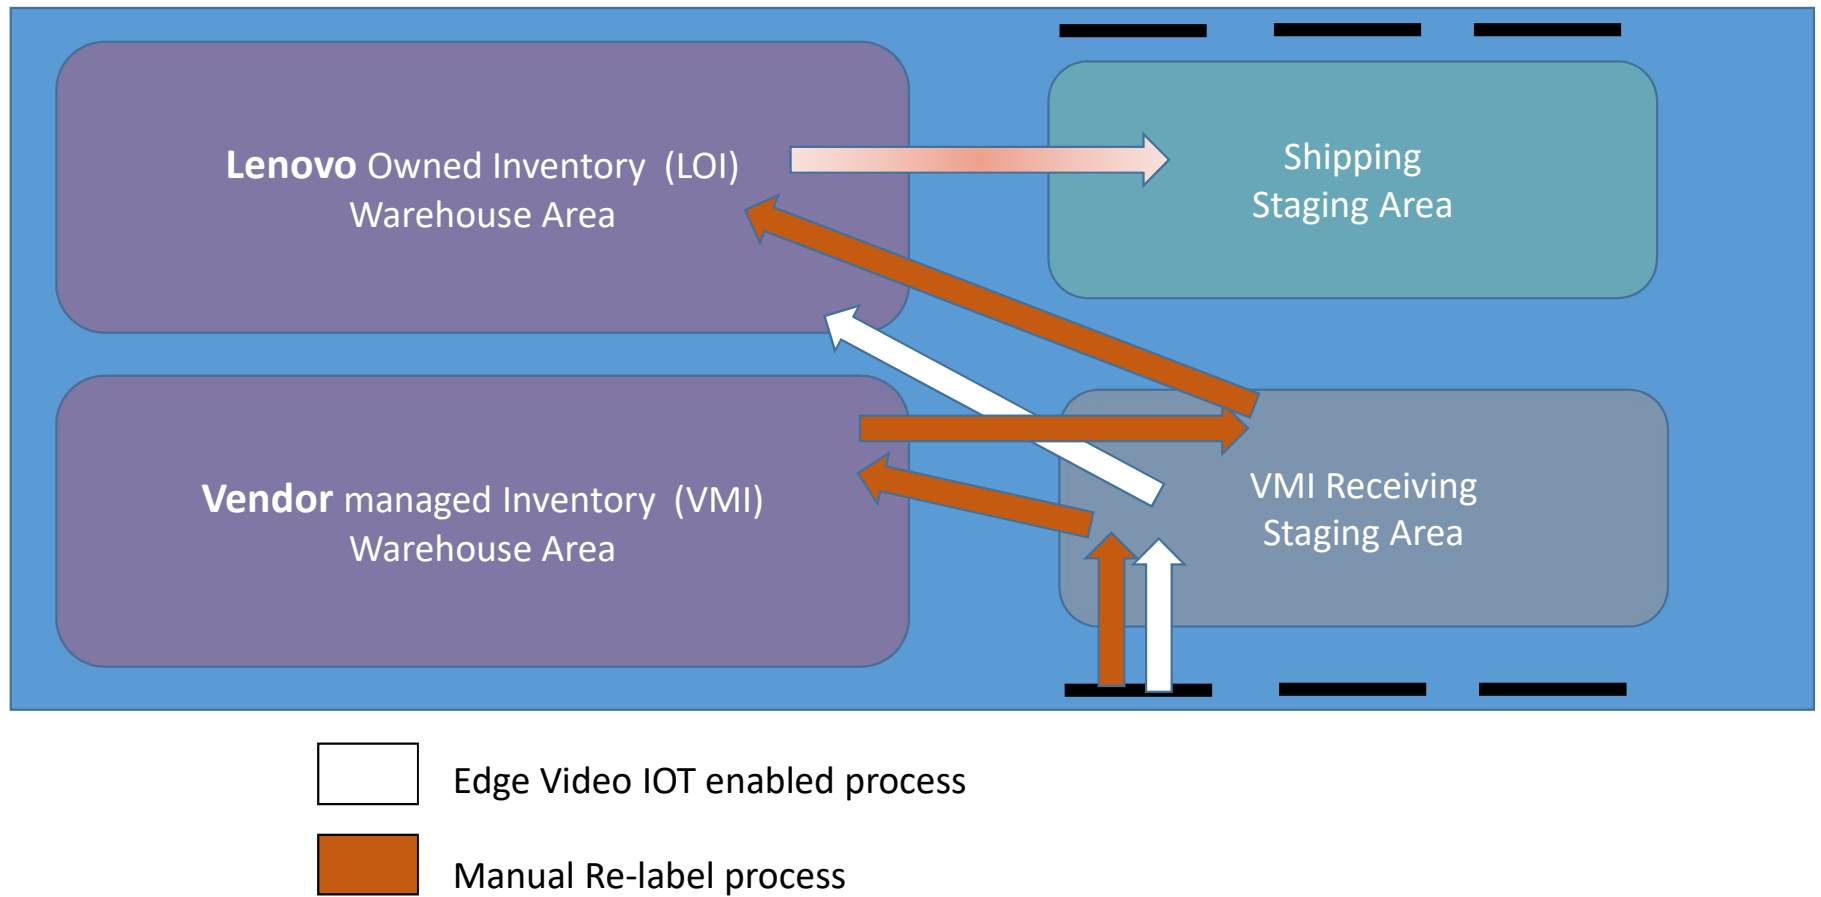 Lenovo Owned Inventory  (LOI)
Warehouse Area
Shipping
Staging Area
Vendor managed Inventory  (VMI)
Warehouse Area
VMI Receiving
Staging Area
Edge Video IOT enabled process
Manual Re-label process